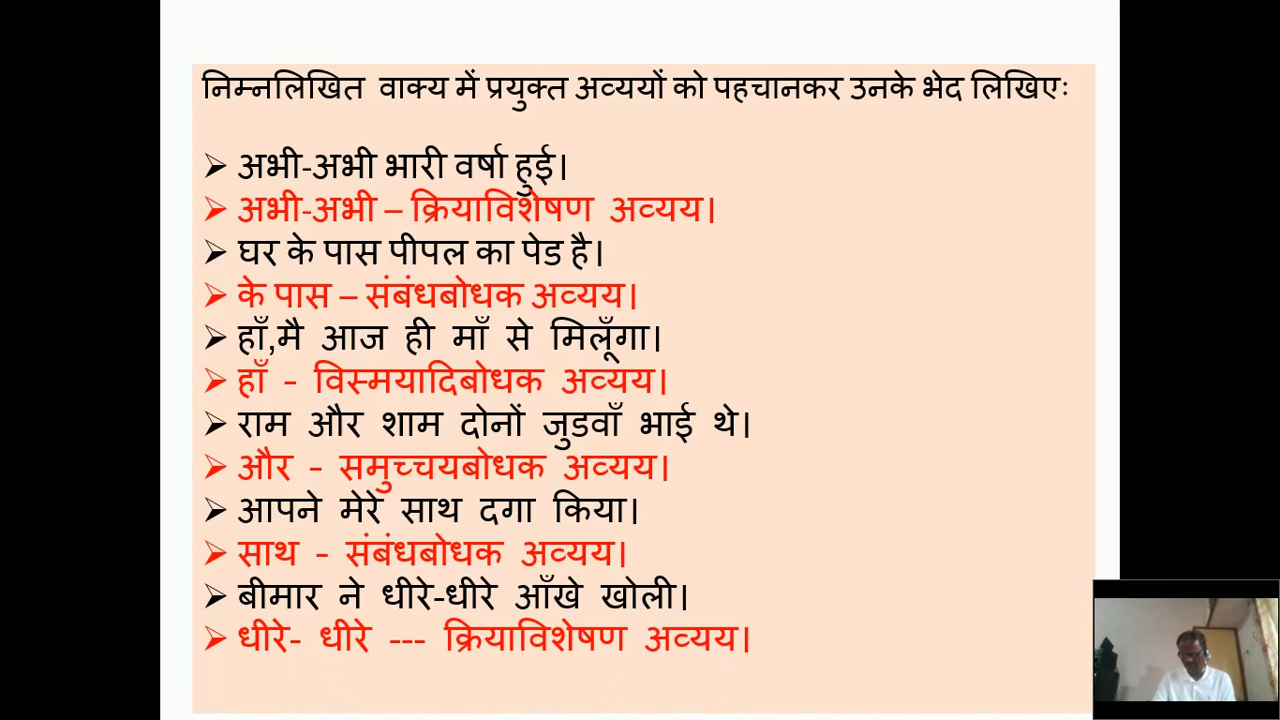 निम्नलिखित वाक्य में प्रयुक्त अव्ययों को पहचानकर उनके भेद लिखिएः
➢ अभी-अभी भारी वर्षा हुई।
➢ अभी-अभी – क्रियाविशेषण अव्यय।
➢ घर के पास पीपल का पेड है।
➢ के पास – संबंधबोधक अव्यय।
➢ हाँ,मै आज ही माँ से मिलूँगा।
➢ हाँ – विस्मयादिबोधक अव्यय।
➢ राम और शाम दोनों जुडवाँ भाई थे।
➢ और – समुच्चयबोधक अव्यय।
➢ आपने मेरे साथ दगा किया।
➢ साथ – संबंधबोधक अव्यय।
➢ बीमार ने धीरे-धीरे आँखे खोली।
➢ धीरे- धीरे --- क्रियाविशेषण अव्यय।